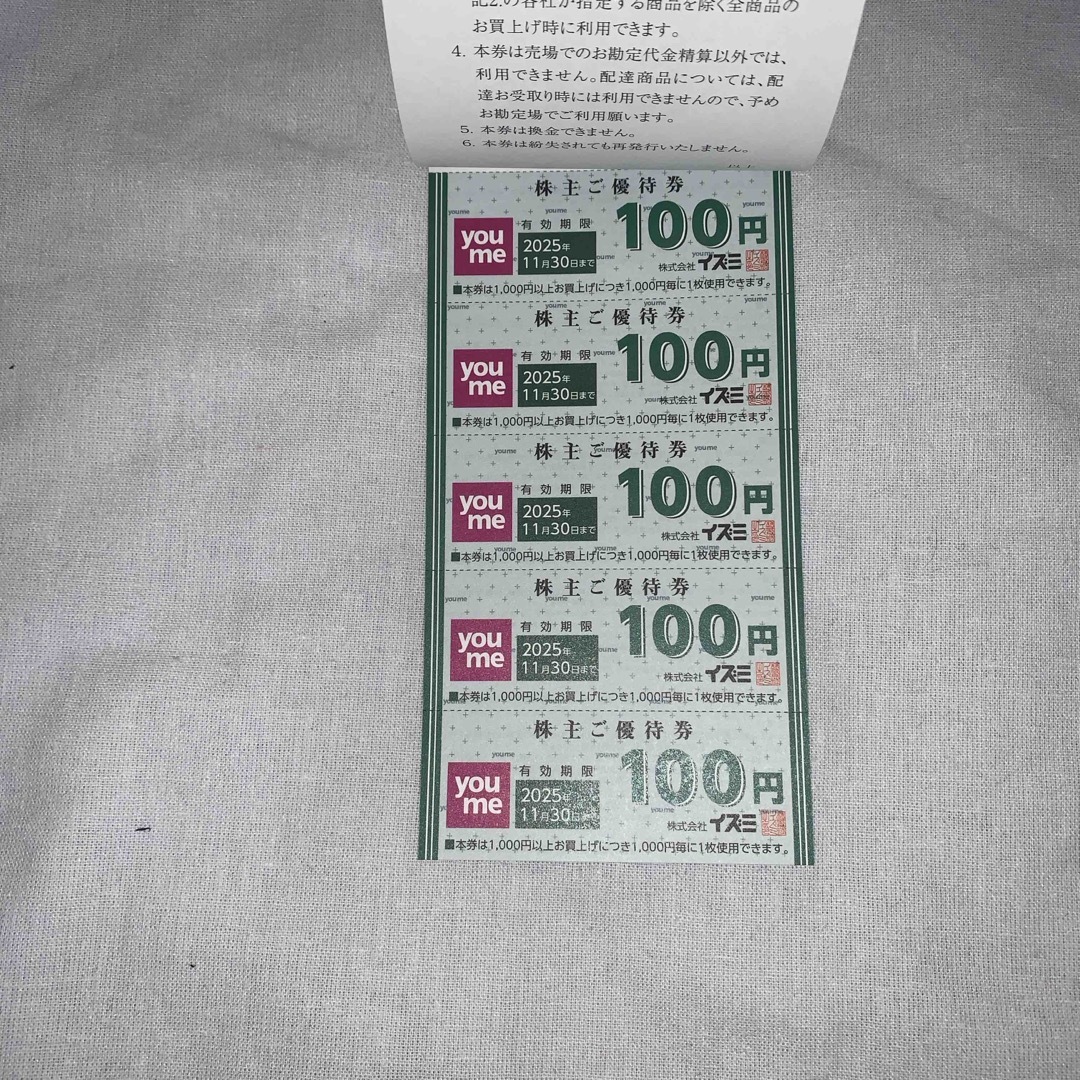 記2.の各社が指定する商品を除く全商品の
お買上げ時に利用できます。
4. 本券は売場でのお勘定代金精算以外では、
利用できません。配達商品については、配
達お受取り時には利用できませんので、予め
お勘定場でご利用願います。
5. 本券は換金できません。
6. 本券は紛失されても再発行いたしません。
株主ご優待券
you me
有効期限
2025年
11月30日まで
100円
株式会社 イズミ
■本券は1,000円以上お買上げにつき1,000円毎に1枚使用できます。
株主ご優待券
you me
有効期限
2025年
11月30日まで
100円
株式会社 イズミ
■本券は1,000円以上お買上げにつき1,000円毎に1枚使用できます。
株主ご優待券
you me
有効期限
2025年
11月30日まで
100円
株式会社 イズミ
■本券は1,000円以上お買上げにつき1,000円毎に1枚使用できます。
株主ご優待券
you me
有効期限
2025年
11月30日まで
100円
株式会社 イズミ
■本券は1,000円以上お買上げにつき1,000円毎に1枚使用できます。
株主ご優待券
you me
有効期限
2025年
11月30日まで
100円
株式会社 イズミ
■本券は1,000円以上お買上げにつき1,000円毎に1枚使用できます。